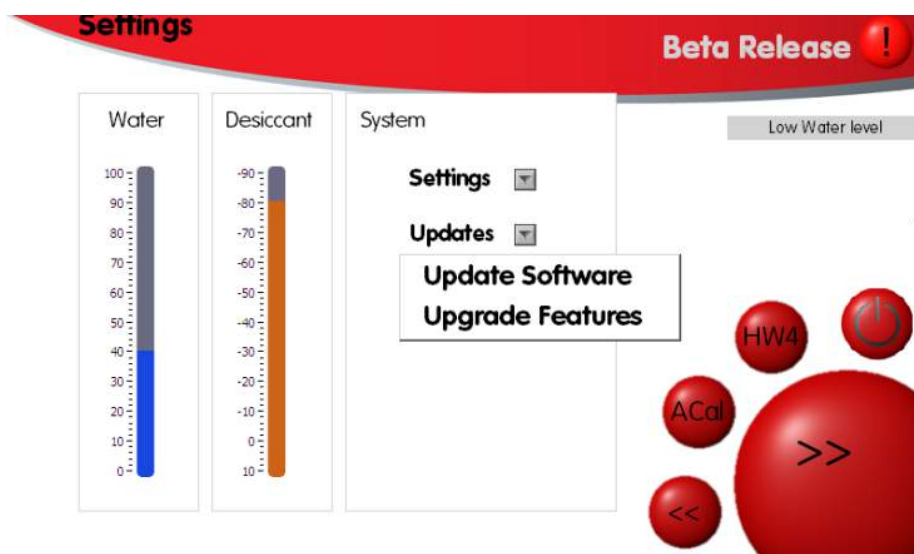 Settings
Beta Release !
Low Water level
Water
100
90
80
70
60
50
40
30
20
10
0
Desiccant
-90
-80
-70
-60
-50
-40
-30
-20
-10
0
10
System
Settings
Updates
Update Software
Upgrade Features
HW4
ACal
>>
<<